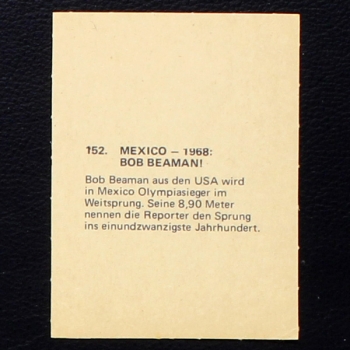 152. MEXICO – 1968:
BOB BEAMAN!
Bob Beaman aus den USA wird
in Mexico Olympiasieger im
Weitsprung. Seine 8,90 Meter
nennen die Reporter den Sprung
ins einundzwanzigste Jahrhundert.